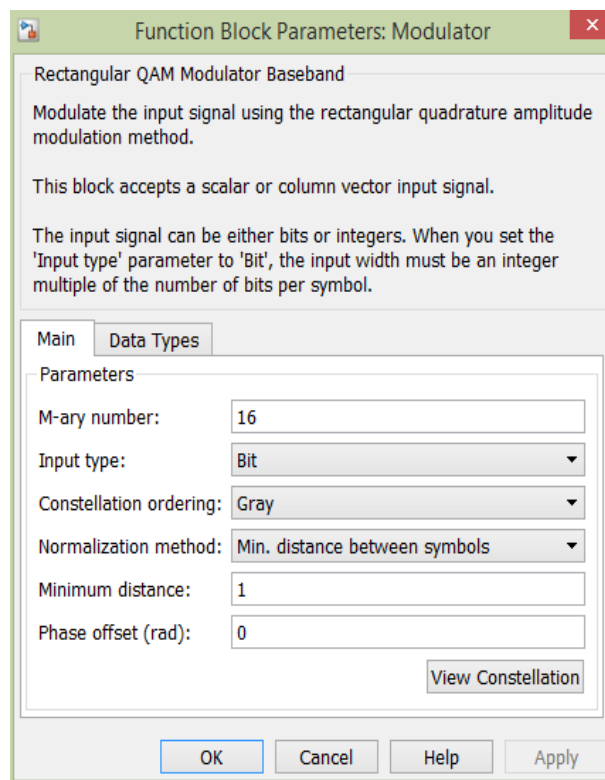 Function Block Parameters: Modulator
Rectangular QAM Modulator Baseband
Modulate the input signal using the rectangular quadrature amplitude
modulation method.
This block accepts a scalar or column vector input signal.
The input signal can be either bits or integers. When you set the
'Input type' parameter to 'Bit', the input width must be an integer
multiple of the number of bits per symbol.
Main Data Types
Parameters
M-ary number: 16
Input type: Bit
Constellation ordering: Gray
Normalization method: Min. distance between symbols
Minimum distance: 1
Phase offset (rad): 0
View Constellation
OK Cancel Help Apply